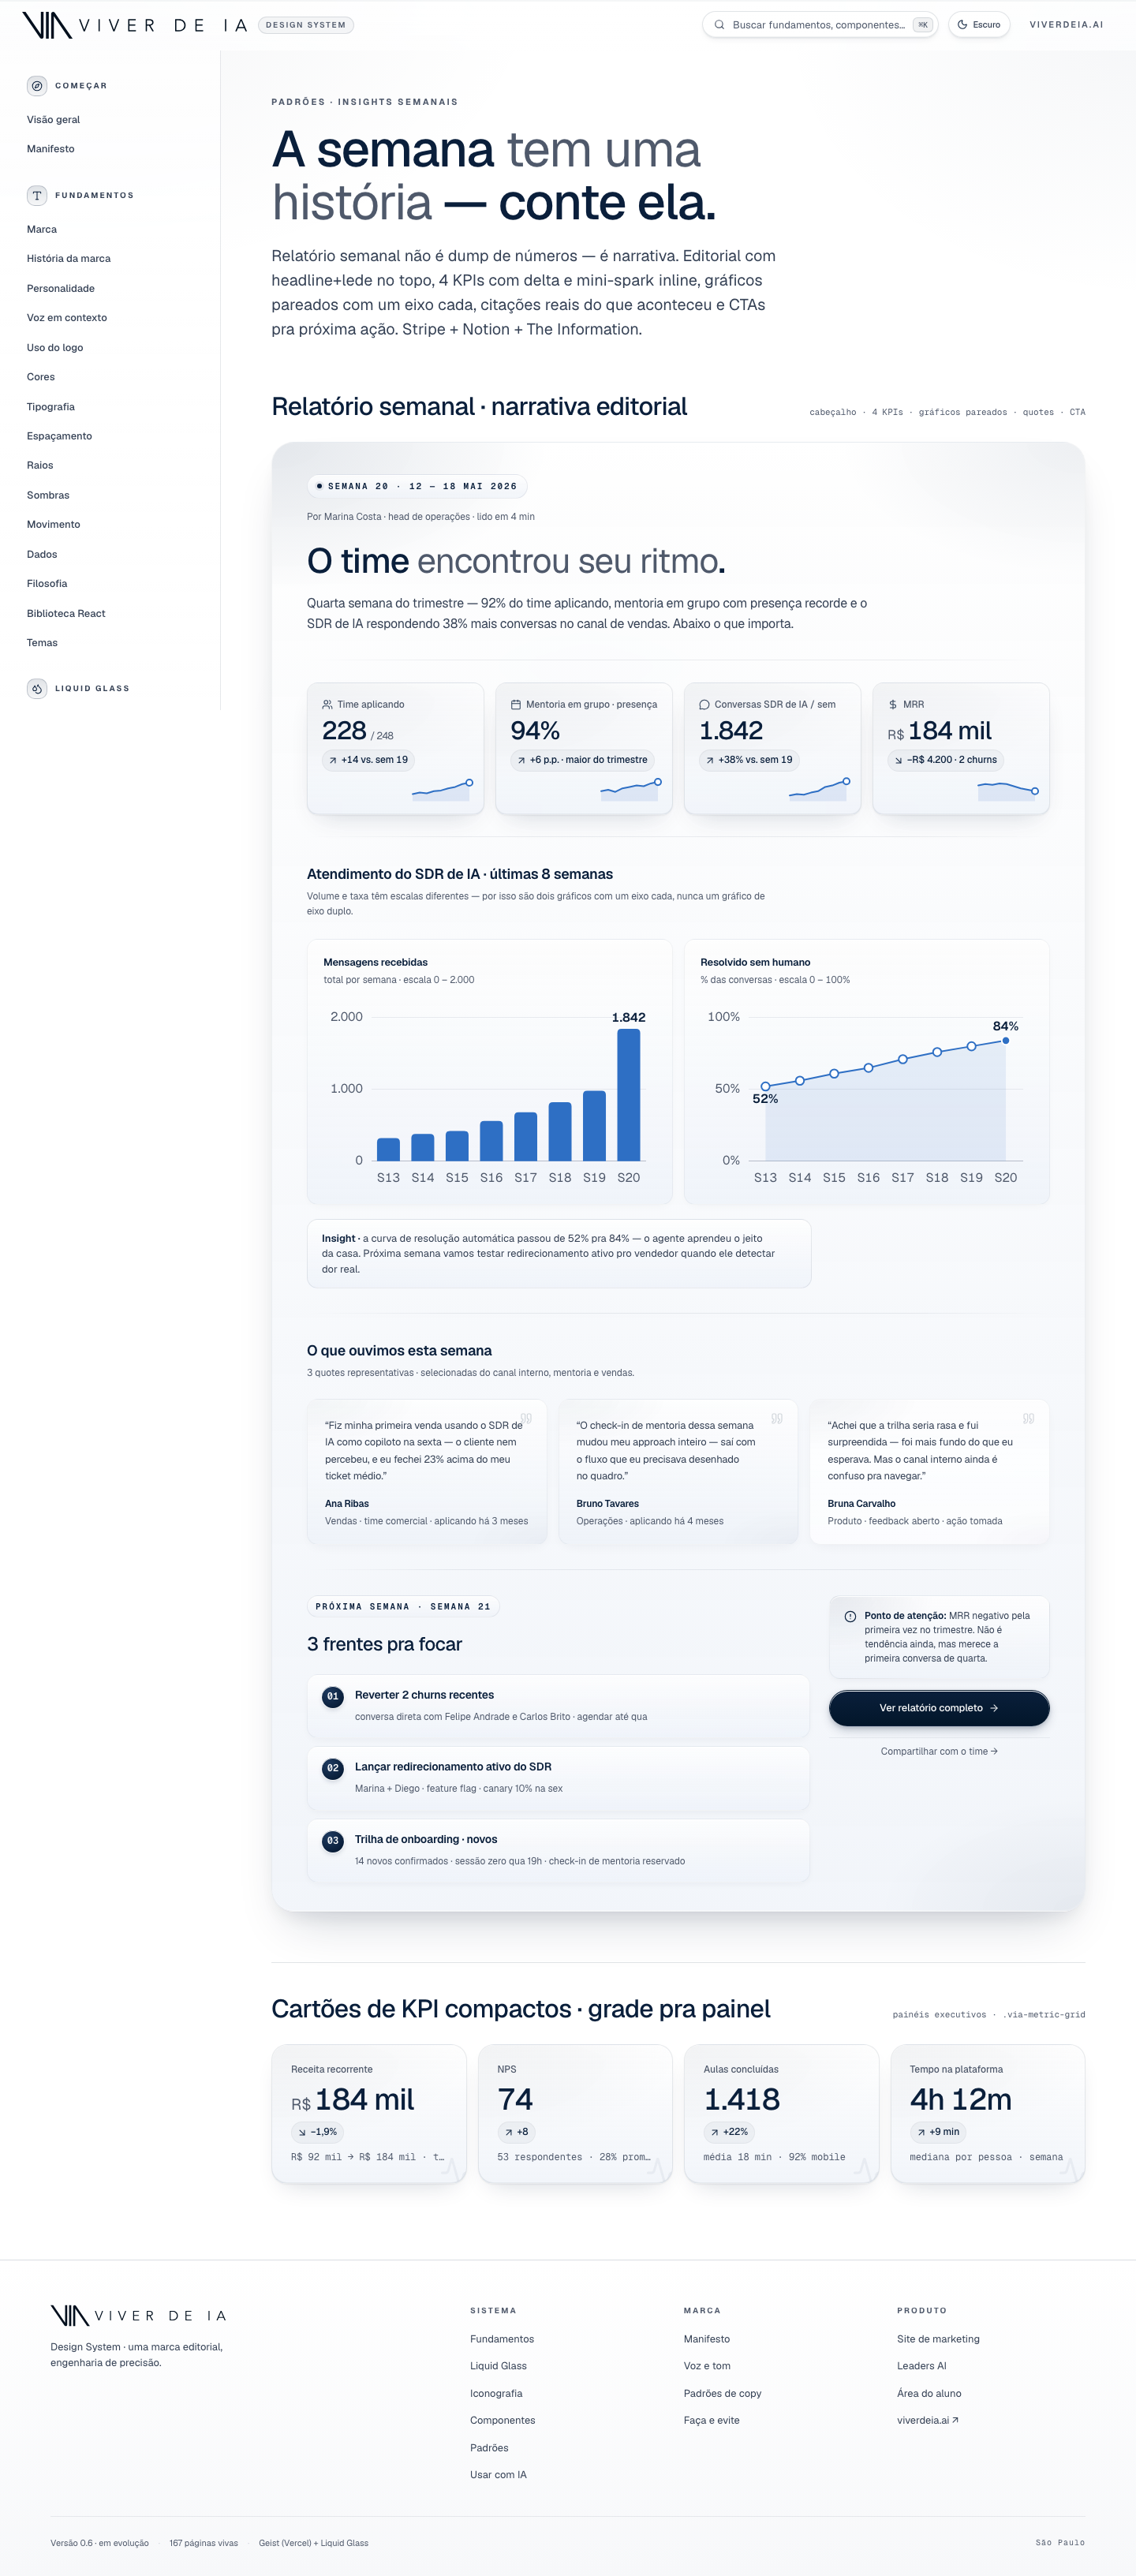 VIVER DE IA
DESIGN SYSTEM
Buscar fundamentos, componentes...
⌘K
Escuro
VIVERDEIA.AI
COMEÇAR
Visão geral
Manifesto
FUNDAMENTOS
Marca
História da marca
Personalidade
Voz em contexto
Uso do logo
Cores
Tipografia
Espaçamento
Raios
Sombras
Movimento
Dados
Filosofia
Biblioteca React
Temas
LIQUID GLASS
PADRÕES · INSIGHTS SEMANAIS
A semana tem uma
história — conte ela.
Relatório semanal não é dump de números — é narrativa. Editorial com
headline+lede no topo, 4 KPIs com delta e mini-spark inline, gráficos
pareados com um eixo cada, citações reais do que aconteceu e CTAs
pra próxima ação. Stripe + Notion + The Information.
Relatório semanal · narrativa editorial
cabeçalho · 4 KPIs · gráficos pareados · quotes · CTA
SEMANA 20 · 12 — 18 MAI 2026
Por Marina Costa · head de operações · lido em 4 min
O time encontrou seu ritmo.
Quarta semana do trimestre — 92% do time aplicando, mentoria em grupo com presença recorde e o
SDR de IA respondendo 38% mais conversas no canal de vendas. Abaixo o que importa.
Time aplicando
228 / 248
+14 vs. sem 19
Mentoria em grupo · presença
94%
+6 p.p. · maior do trimestre
Conversas SDR de IA / sem
1.842
+38% vs. sem 19
MRR
R$ 184 mil
−R$ 4.200 · 2 churns
Atendimento do SDR de IA · últimas 8 semanas
Volume e taxa têm escalas diferentes — por isso são dois gráficos com um eixo cada, nunca um gráfico de
eixo duplo.
Mensagens recebidas
total por semana · escala 0 – 2.000
2.000
1.842
1.000
0
S13 S14 S15 S16 S17 S18 S19 S20
Resolvido sem humano
% das conversas · escala 0 – 100%
100%
84%
50%
52%
0%
S13 S14 S15 S16 S17 S18 S19 S20
Insight · a curva de resolução automática passou de 52% pra 84% — o agente aprendeu o jeito
da casa. Próxima semana vamos testar redirecionamento ativo pro vendedor quando ele detectar
dor real.
O que ouvimos esta semana
3 quotes representativas · selecionadas do canal interno, mentoria e vendas.
“Fiz minha primeira venda usando o SDR de
IA como copiloto na sexta — o cliente nem
percebeu, e eu fechei 23% acima do meu
ticket médio.”
Ana Ribas
Vendas · time comercial · aplicando há 3 meses
“O check-in de mentoria dessa semana
mudou meu approach inteiro — saí com
o fluxo que eu precisava desenhado
no quadro.”
Bruno Tavares
Operações · aplicando há 4 meses
“Achei que a trilha seria rasa e fui
surpreendida — foi mais fundo do que eu
esperava. Mas o canal interno ainda é
confuso pra navegar.”
Bruna Carvalho
Produto · feedback aberto · ação tomada
PRÓXIMA SEMANA · SEMANA 21
3 frentes pra focar
01
Reverter 2 churns recentes
conversa direta com Felipe Andrade e Carlos Brito · agendar até qua
02
Lançar redirecionamento ativo do SDR
Marina + Diego · feature flag · canary 10% na sex
03
Trilha de onboarding · novos
14 novos confirmados · sessão zero qua 19h · check-in de mentoria reservado
Ponto de atenção: MRR negativo pela
primeira vez no trimestre. Não é
tendência ainda, mas merece a
primeira conversa de quarta.
Ver relatório completo →
Compartilhar com o time →
Cartões de KPI compactos · grade pra painel
painéis executivos · .via-metric-grid
Receita recorrente
R$ 184 mil
−1,9%
R$ 92 mil → R$ 184 mil · t…
NPS
74
+8
53 respondentes · 28% prom…
Aulas concluídas
1.418
+22%
média 18 min · 92% mobile
Tempo na plataforma
4h 12m
+9 min
mediana por pessoa · semana
VIVER DE IA
Design System · uma marca editorial,
engenharia de precisão.
SISTEMA
Fundamentos
Liquid Glass
Iconografia
Componentes
Padrões
Usar com IA
MARCA
Manifesto
Voz e tom
Padrões de copy
Faça e evite
PRODUTO
Site de marketing
Leaders AI
Área do aluno
viverdeia.ai ↗
Versão 0.6 · em evolução · 167 páginas vivas · Geist (Vercel) + Liquid Glass
São Paulo